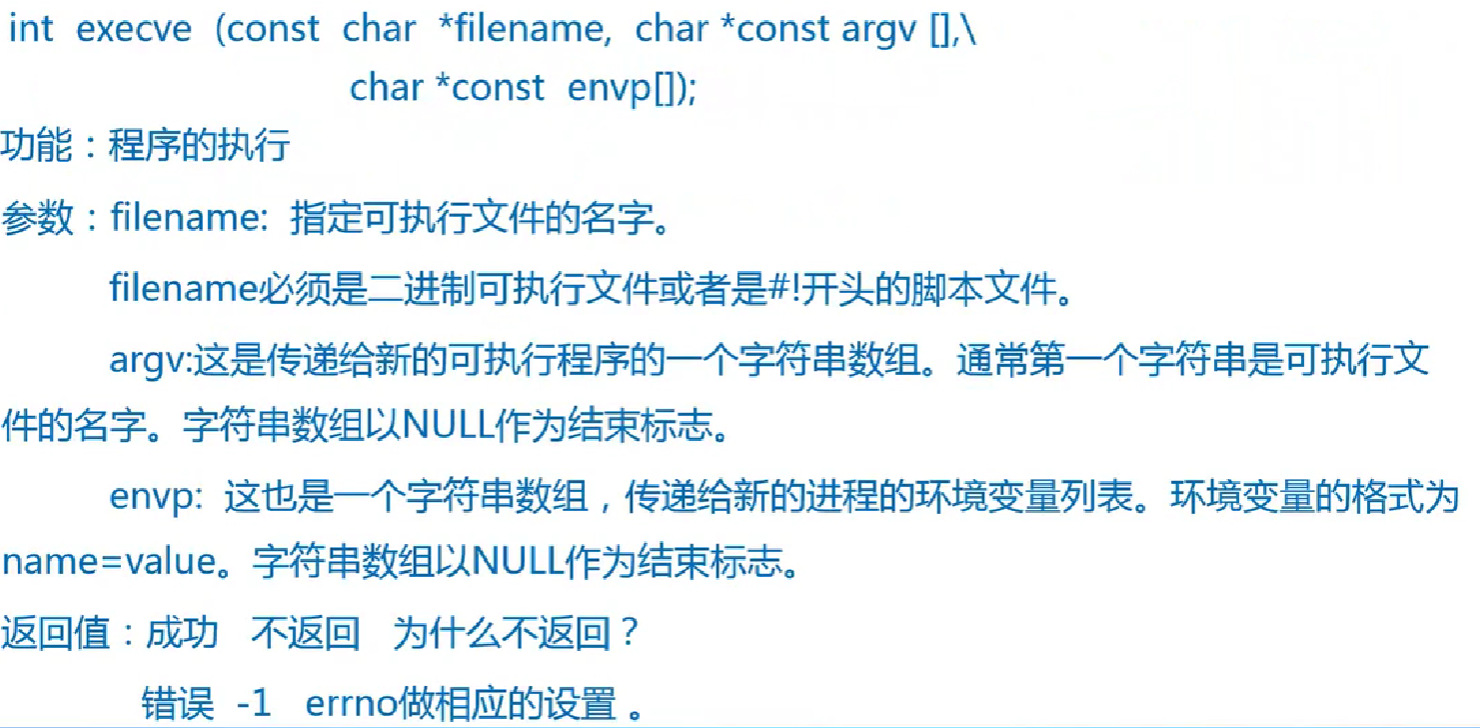 int execve (const char *filename, char *const argv [],\
char *const envp[]);
功能：程序的执行
参数：filename: 指定可执行文件的名字。
filename必须是二进制可执行文件或者是#!开头的脚本文件。
argv:这是传递给新的可执行程序的一个字符串数组。通常第一个字符串是可执行文
件的名字。字符串数组以NULL作为结束标志。
envp: 这也是一个字符串数组，传递给新的进程的环境变量列表。环境变量的格式为
name=value。字符串数组以NULL作为结束标志。
返回值：成功 不返回 为什么不返回？
错误 -1 errno做相应的设置 。